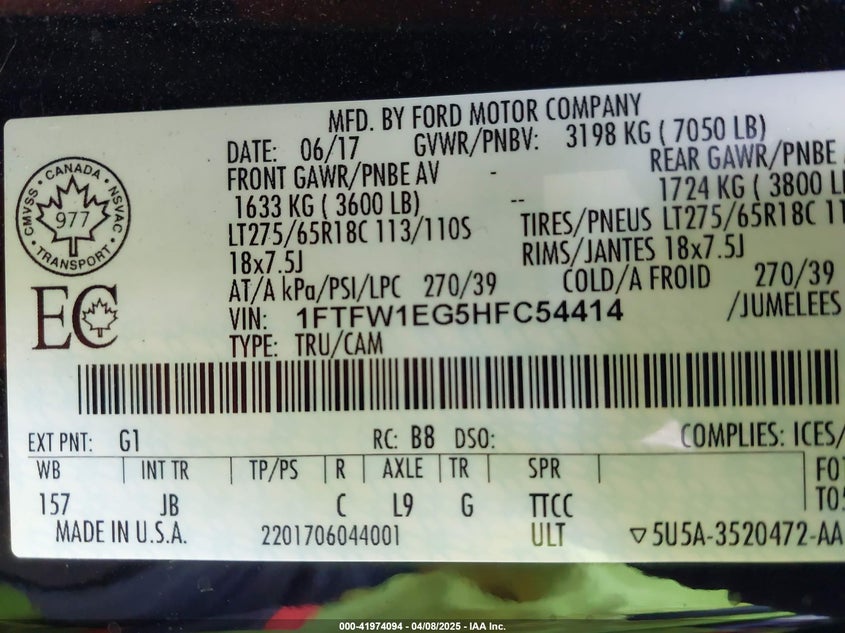 MFD. BY FORD MOTOR COMPANY
DATE: 06/17 GVWR/PNBV: 3198 KG ( 7050 LB)
FRONT GAWR/PNBE AV - REAR GAWR/PNBE
1633 KG ( 3600 LB) -- 1724 KG ( 3800
LT275/65R18C 113/110S TIRES/PNEUS LT275/65R18C
18x7.5J RIMS/JANTES 18x7.5J
AT/A kPa/PSI/LPC 270/39 COLD/A FROID 270/39
VIN: 1FTFW1EG5HFC54414 /JUMELEES
TYPE: TRU/CAM
CMVSS · CANADA · NSVAC · TRANSPORT ·
977
EC
EXT PNT: G1 RC: B8 DSO: COMPLIES: ICES/
WB INT TR TP/PS R AXLE TR SPR
157 JB C L9 G TTCC
MADE IN U.S.A. 2201706044001 ULT ▽5U5A-3520472-AA
000-41974094 - 04/08/2025 - IAA Inc.